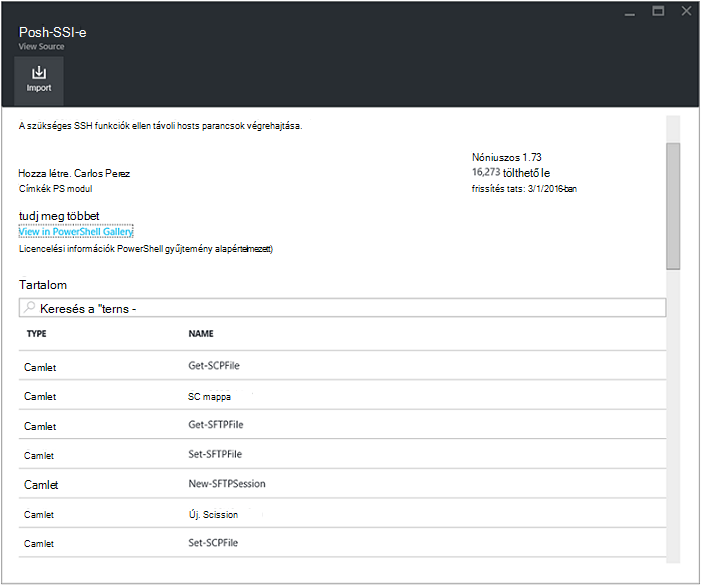 Posh-SSI-e
View Source
Import
A szükséges SSH funkciók ellen távoli hosts parancsok végrehajtása.
Nóniuszos 1.73
Hozza létre. Carlos Perez
16,273 tölthető le
Címkék PS modul
frissítés tats: 3/1/2016-ban
tudj meg többet
View in PowerShell Gallery
Licencelési információk PowerShell gyűjtemény alapértelmezett)
Tartalom
Keresés a "terns -
TYPE NAME
Camlet Get-SCPFile
Camlet SC mappa
Camlet Get-SFTPFile
Camlet Set-SFTPFile
Camlet New-SFTPSession
Camlet Új. Scission
Camlet Set-SCPFile